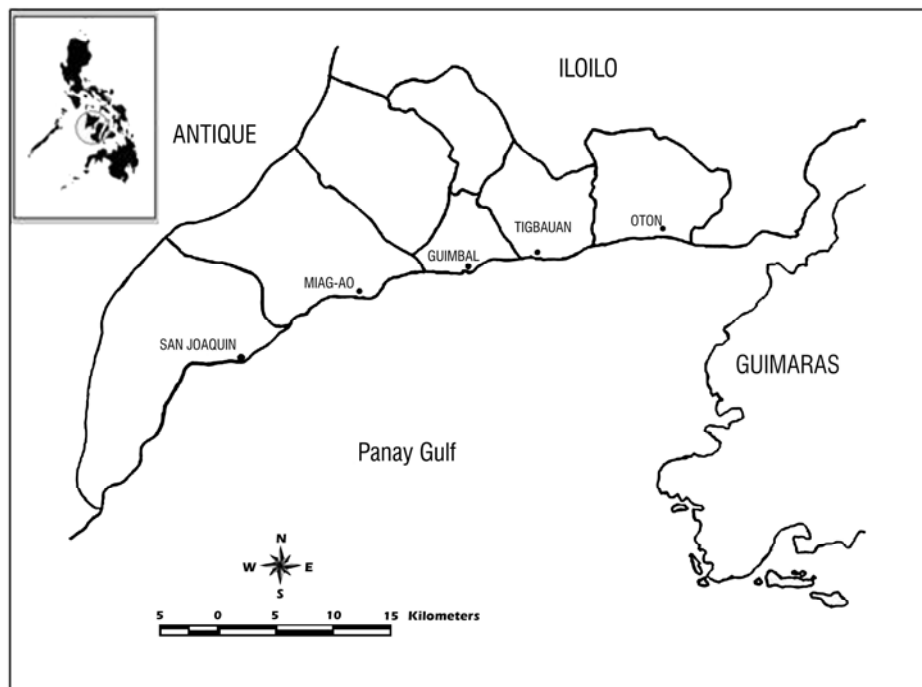 ILOILO
ANTIQUE
OTON
TIGBAUAN
GUIMBAL
MIAG-AO
SAN JOAQUIN
GUIMARAS
Panay Gulf
N
W E
S
5 0 5 10 15 Kilometers